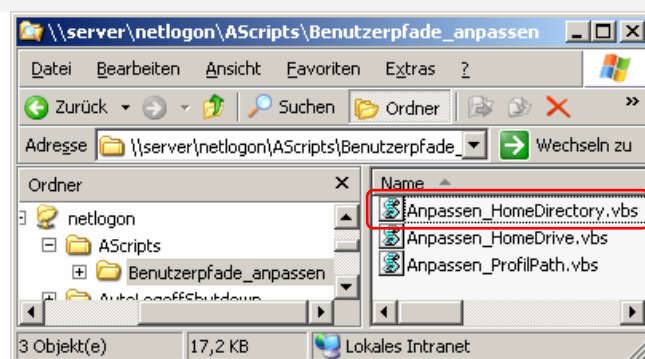 \\server\netlogon\AScripts\Benutzerpfade_anpassen
Datei Bearbeiten Ansicht Favoriten Extras ?
Zurück Suchen Ordner »
Adresse \\server\netlogon\AScripts\Benutzerpfade_ Wechseln zu
Ordner
Name
netlogon
AScripts
Benutzerpfade_anpassen
AutoLogoffShutdown
Anpassen_HomeDirectory.vbs
Anpassen_HomeDrive.vbs
Anpassen_ProfilPath.vbs
3 Objekt(e) 17,2 KB Lokales Intranet